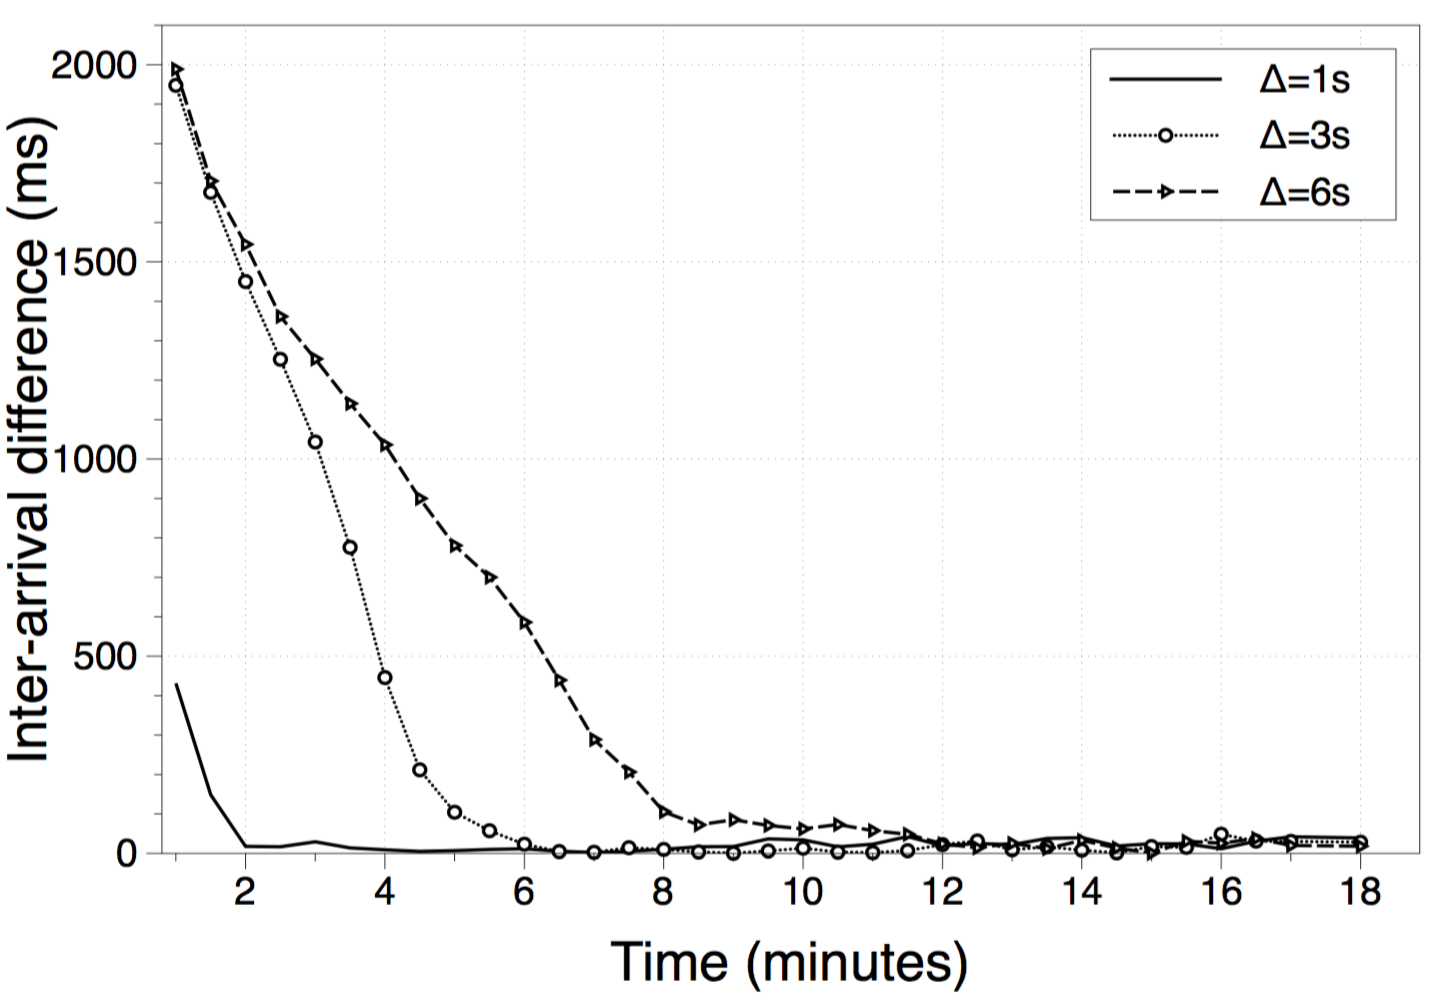 Inter-arrival difference (ms)
2000
1500
1000
500
0
Δ=1s
Δ=3s
Δ=6s
2 4 6 8 10 12 14 16 18
Time (minutes)